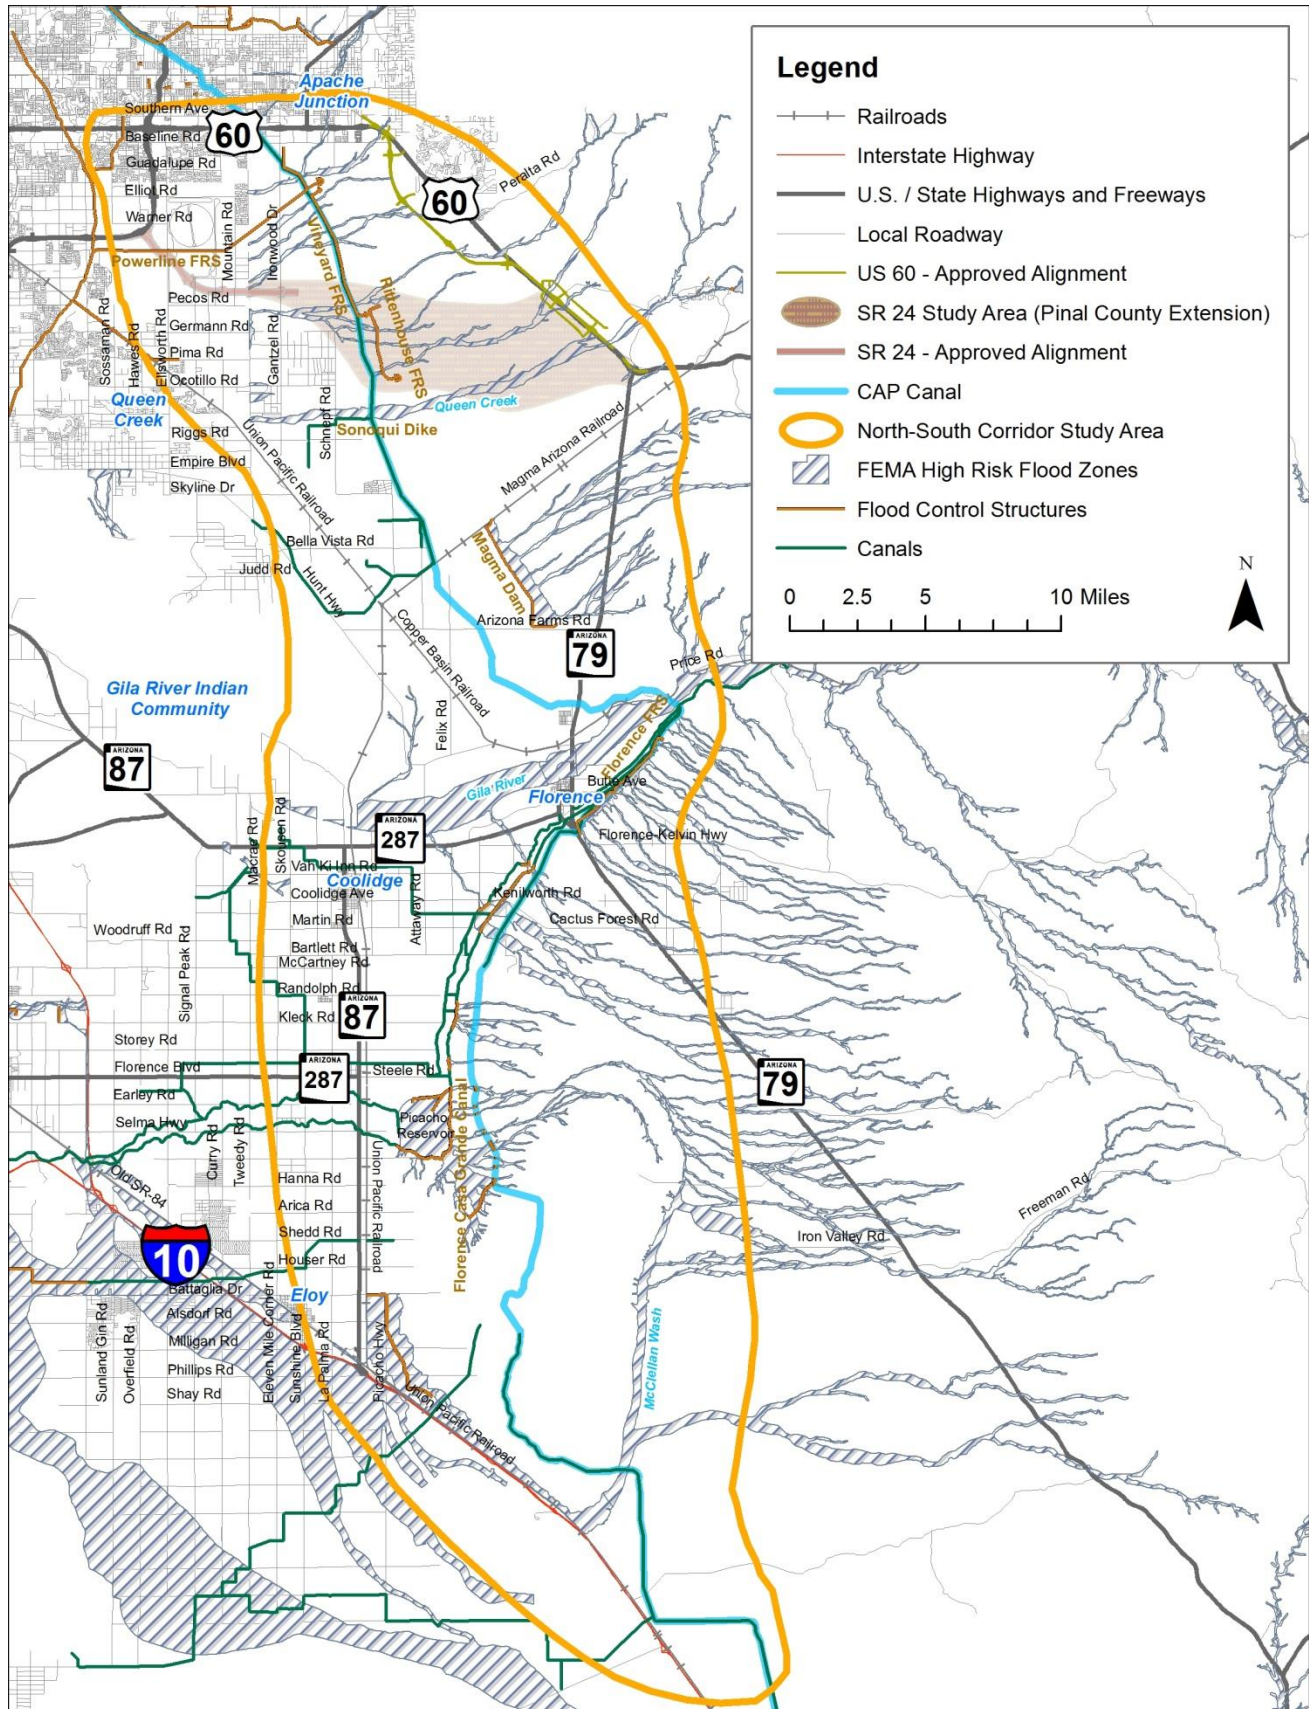 Apache
Junction
Southern Ave
60
Baseline Rd
Guadalupe Rd
Elliot Rd
Warner Rd
Mountain Rd
Ironwood Dr
Peralta Rd
60
Powerline FRS
Vineyard FRS
Rittenhouse FRS
Pecos Rd
Germann Rd
Sossaman Rd
Hawes Rd
Ellsworth Rd
Gantzel Rd
Pima Rd
Ocotillo Rd
Queen
Creek
Schnepf Rd
Queen Creek
Sonoqui Dike
Riggs Rd
Union Pacific Railroad
Empire Blvd
Skyline Dr
Magma Arizona Railroad
Bella Vista Rd
Judd Rd
Hunt Hwy
Magma Dam
Arizona Farms Rd
Copper Basin Railroad
ARIZONA
79
Price Rd
Gila River Indian
Community
Felix Rd
ARIZONA
87
Florence FRS
Gila River
Butte Ave
Florence
Macrae Rd
Skousen Rd
ARIZONA
287
Florence-Kelvin Hwy
Van Ki Inn Rd
Coolidge
Coolidge Ave
Attaway Rd
Kenilworth Rd
Martin Rd
Cactus Forest Rd
Woodruff Rd
Signal Peak Rd
Bartlett Rd
McCartney Rd
Randolph Rd
Kleck Rd
ARIZONA
87
Storey Rd
Florence Blvd
ARIZONA
287
Steele Rd
ARIZONA
79
Earley Rd
Selma Hwy
Picacho
Reservoir
Florence Casa Grande Canal
Curry Rd
Tweedy Rd
Union Pacific Railroad
Old SR-84
Hanna Rd
Arica Rd
Shedd Rd
Houser Rd
Freeman Rd
Iron Valley Rd
10
Battaglia Dr
Eloy
Alsdorf Rd
Milligan Rd
Phillips Rd
Shay Rd
Sunland Gin Rd
Overfield Rd
Eleven Mile Corner Rd
Sunshine Blvd
La Palma Rd
Picacho Hwy
Union Pacific Railroad
McClellan Wash
Legend
Railroads
Interstate Highway
U.S. / State Highways and Freeways
Local Roadway
US 60 - Approved Alignment
SR 24 Study Area (Pinal County Extension)
SR 24 - Approved Alignment
CAP Canal
North-South Corridor Study Area
FEMA High Risk Flood Zones
Flood Control Structures
Canals
N
0 2.5 5 10 Miles